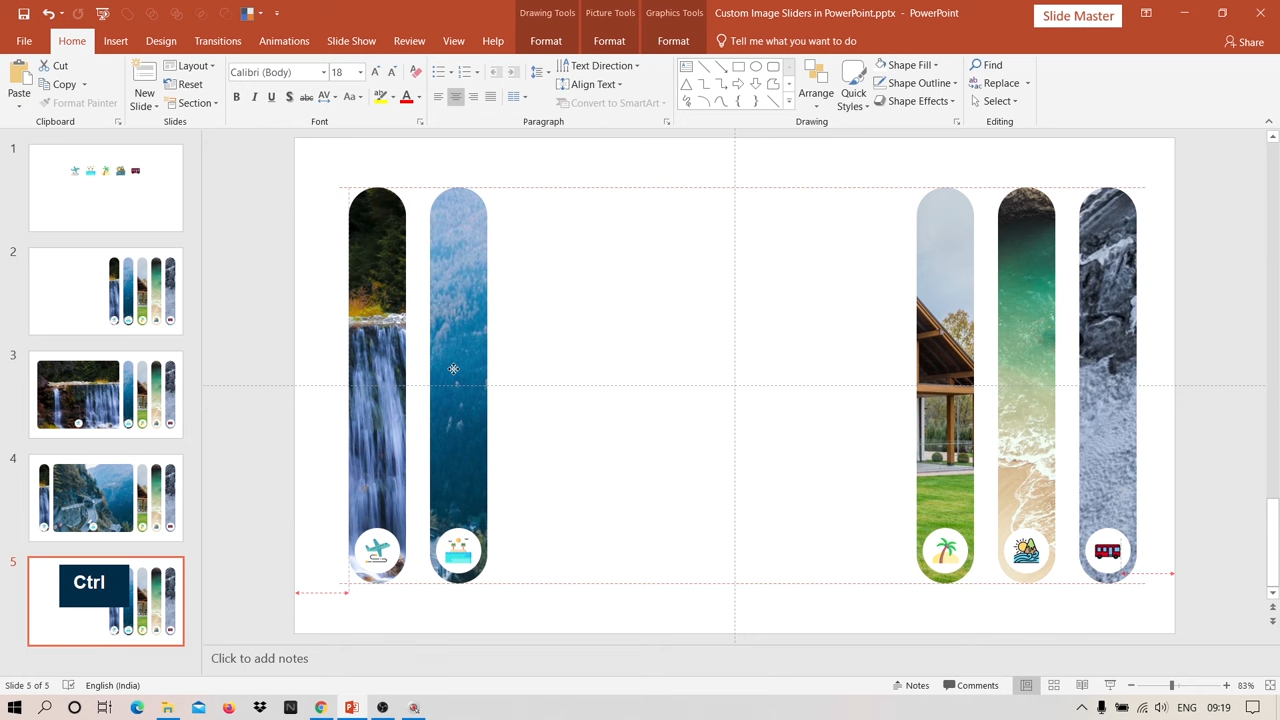 Custom Image Sliders in PowerPoint.pptx - PowerPoint
Drawing Tools
Picture Tools
Graphics Tools
Slide Master
File
Home
Insert
Design
Transitions
Animations
Slide Show
Review
View
Help
Format
Format
Format
Tell me what you want to do
Share
Paste
Cut
Copy
Format Painter
Clipboard
New
Slide
Layout
Reset
Section
Slides
Calibri (Body)
18
B I U S abc AV Aa
Font
Text Direction
Align Text
Convert to SmartArt
Paragraph
Arrange
Quick
Styles
Shape Fill
Shape Outline
Shape Effects
Drawing
Find
Replace
Select
Editing
1
2
3
4
5
Ctrl
Click to add notes
Slide 5 of 5
English (India)
Notes
Comments
83%
ENG
09:19